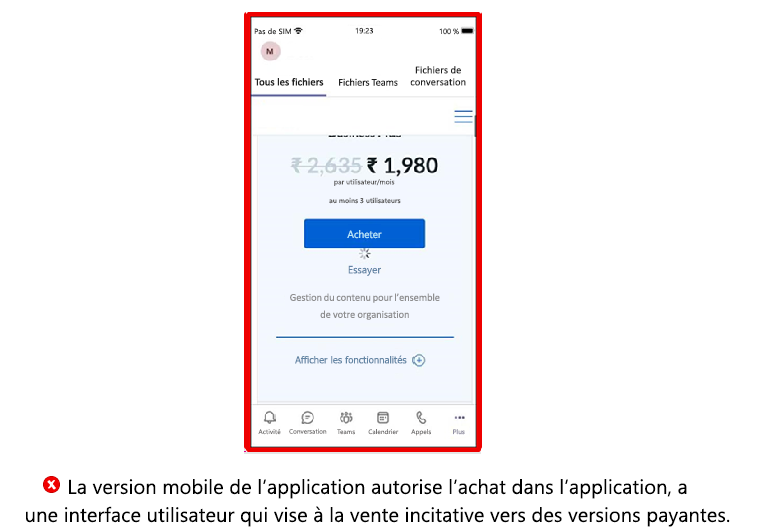 Pas de SIM 19:23 100 %
M
Tous les fichiers Fichiers Teams Fichiers de conversation
₹ 2,635 ₹ 1,980
par utilisateur/mois
au moins 3 utilisateurs
Acheter
Essayer
Gestion du contenu pour l'ensemble
de votre organisation
Afficher les fonctionnalités
Activité Conversation Teams Calendrier Appels Plus
La version mobile de l'application autorise l'achat dans l'application, a
une interface utilisateur qui vise à la vente incitative vers des versions payantes.